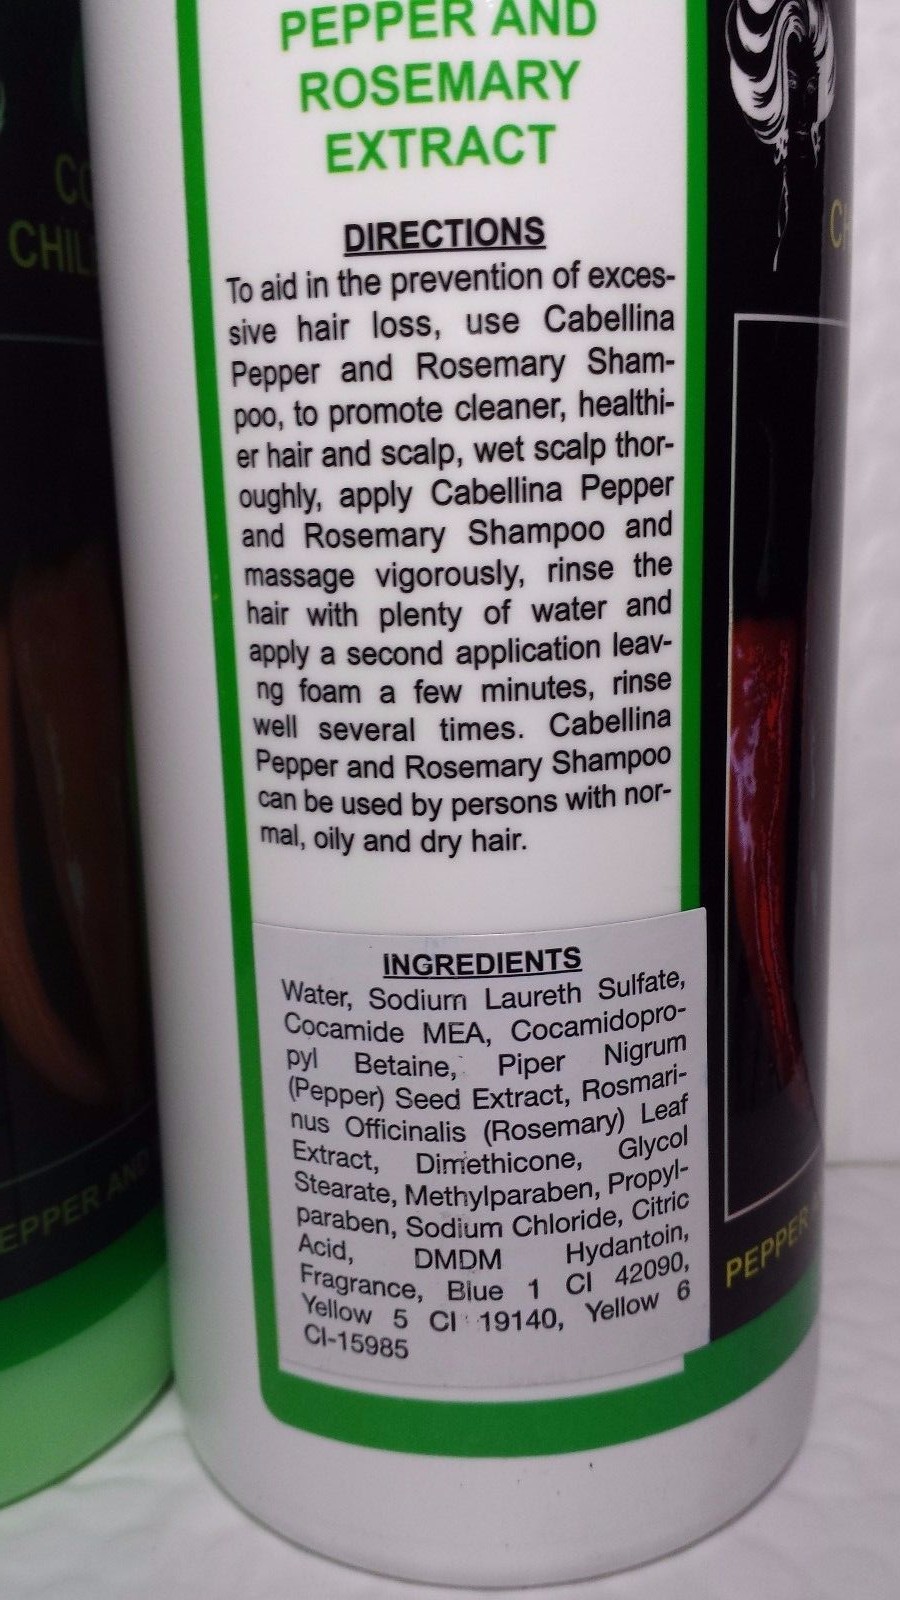 PEPPER AND
ROSEMARY
EXTRACT
DIRECTIONS
To aid in the prevention of exces-
sive hair loss, use Cabellina
Pepper and Rosemary Sham-
poo, to promote cleaner, healthi-
er hair and scalp, wet scalp thor-
oughly, apply Cabellina Pepper
and Rosemary Shampoo and
massage vigorously, rinse the
hair with plenty of water and
apply a second application leav-
ng foam a few minutes, rinse
well several times. Cabellina
Pepper and Rosemary Shampoo
can be used by persons with nor-
mal, oily and dry hair.
INGREDIENTS
Water, Sodium Laureth Sulfate,
Cocamide MEA, Cocamidopro-
pyl Betaine, Piper Nigrum
(Pepper) Seed Extract, Rosmari-
nus Officinalis (Rosemary) Leaf
Extract, Dimethicone, Glycol
Stearate, Methylparaben, Propyl-
paraben, Sodium Chloride, Citric
Acid, DMDM Hydantoin,
Fragrance, Blue 1 CI 42090,
Yellow 5 CI 19140, Yellow 6
CI-15985
CO
CHIL
EPPER AND
PEPPER